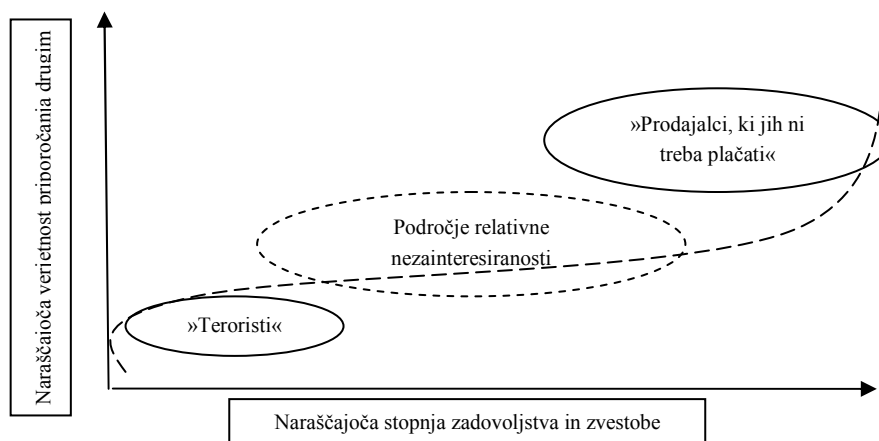 Naraščajoča verjetnost priporočanja drugim
»Prodajalci, ki jih ni
treba plačati«
Področje relativne
nezainteresiranosti
»Teroristi«
Naraščajoča stopnja zadovoljstva in zvestobe